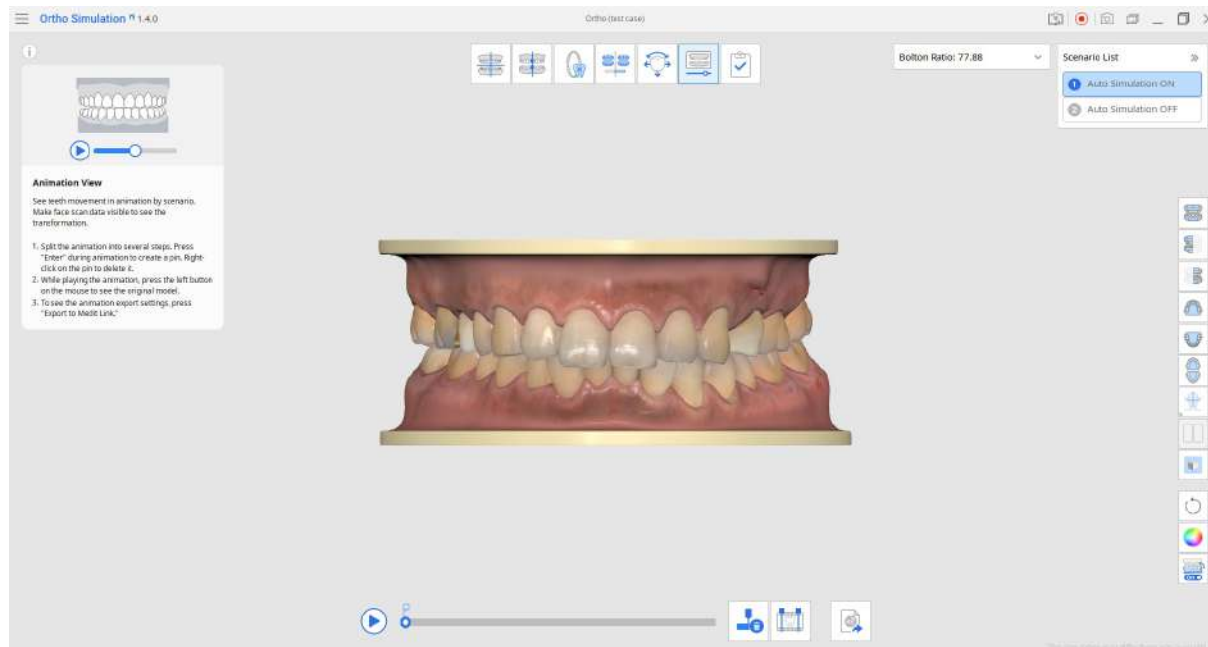 Ortho Simulation 1.4.0
Ortho (test case)
Bolton Ratio: 77.88
Scenario List
1 Auto Simulation ON
2 Auto Simulation OFF
Animation View
See teeth movement in animation by scenario.
Make face scan data visible to see the
transformation.
1. Split the animation into several steps. Press
"Enter" during animation to create a pin. Right-
click on the pin to delete it.
2. While playing the animation, press the left button
on the mouse to see the original model.
3. To see the animation export settings, press
"Export to Medit Link."